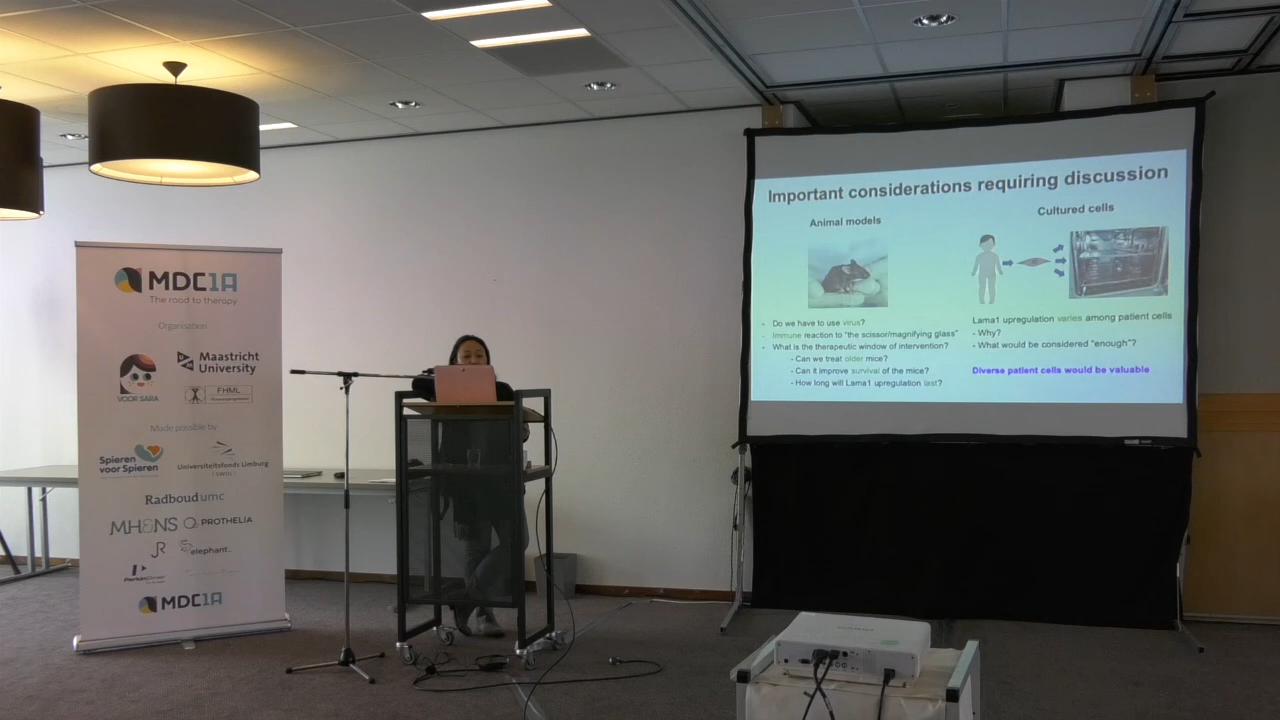 MDC1A
The road to therapy
Organisation
VOOR SARA
Maastricht
University
FHML
Made possible by
Spieren
voor Spieren
Universiteitsfonds Limburg
SWOL
Radboudumc
MH&NS
PROTHELIA
elephant
PerkinElmer
MDC1A
Important considerations requiring discussion
Animal models
- Do we have to use virus?
- Immune reaction to "the scissor/magnifying glass"
- What is the therapeutic window of intervention?
- Can we treat older mice?
- Can it improve survival of the mice?
- How long will Lama1 upregulation last?
Cultured cells
Lama1 upregulation varies among patient cells
- Why?
- What would be considered "enough"?
Diverse patient cells would be valuable